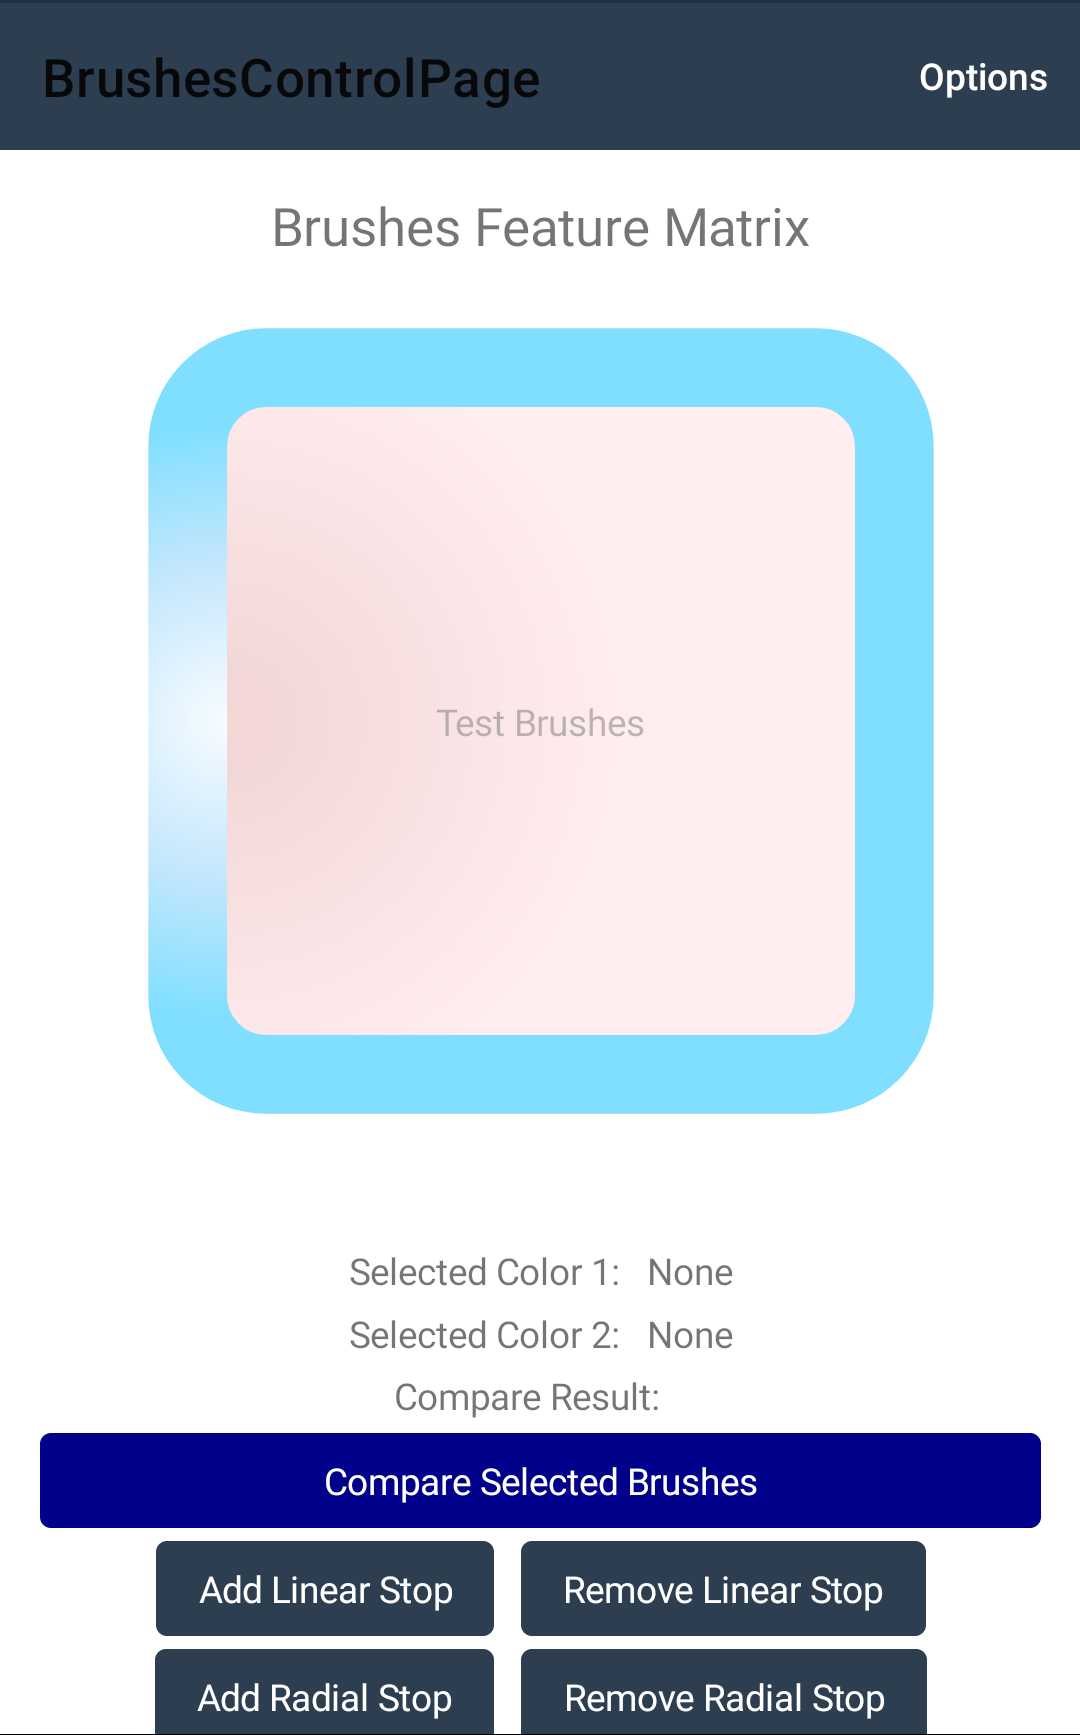 BrushesControlPage Options
Brushes Feature Matrix
Test Brushes
Selected Color 1: None
Selected Color 2: None
Compare Result:
Compare Selected Brushes
Add Linear Stop Remove Linear Stop
Add Radial Stop Remove Radial Stop